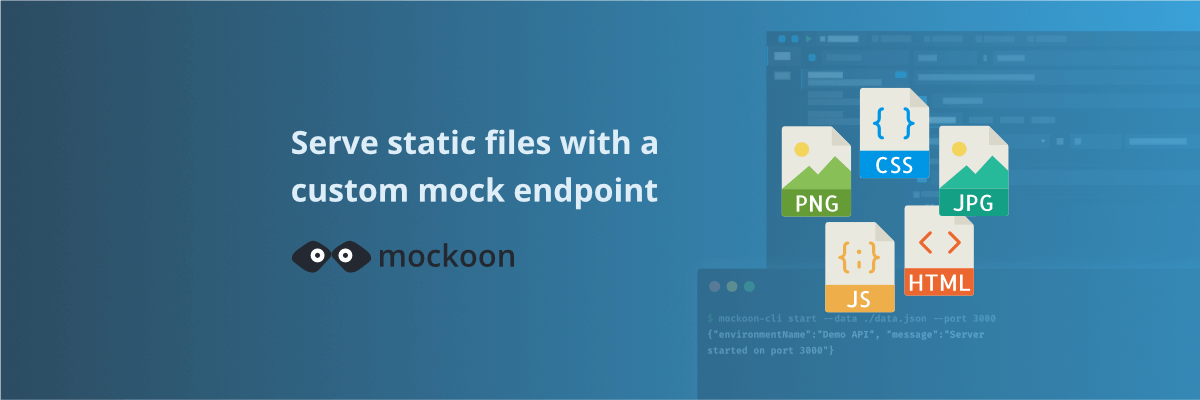 Serve static files with a
custom mock endpoint
mockoon
{ }
CSS
PNG
JPG
{;}
JS
< >
HTML
$ mockoon-cli start --data ./data.json --port 3000
{"environmentName":"Demo API", "message":"Server
started on port 3000"}